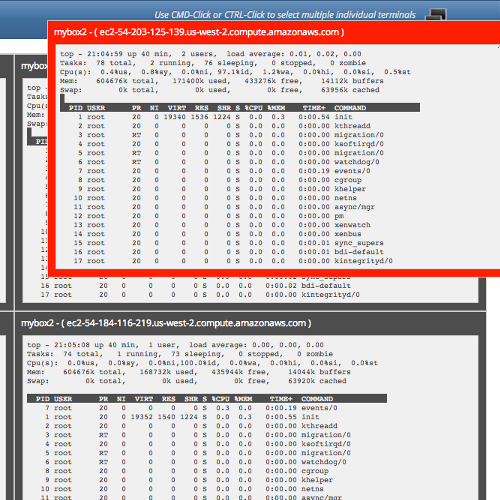 Use CMD-Click or CTRL-Click to select multiple individual terminals
mybox2 - ( ec2-54-203-125-139.us-west-2.compute.amazonaws.com )
top - 21:04:59 up 40 min, 2 users, load average: 0.01, 0.02, 0.00
Tasks: 78 total, 2 running, 76 sleeping, 0 stopped, 0 zombie
Cpu(s): 0.4%us, 0.8%sy, 0.0%ni, 97.1%id, 1.2%wa, 0.0%hi, 0.0%si, 0.5%st
Mem: 604676k total, 171400k used, 433276k free, 14112k buffers
Swap: 0k total, 0k used, 0k free, 63956k cached
PID USER PR NI VIRT RES SHR S %CPU %MEM TIME+ COMMAND
1 root 20 0 19340 1536 1224 S 0.0 0.3 0:00.54 init
2 root 20 0 0 0 0 S 0.0 0.0 0:00.00 kthreadd
3 root RT 0 0 0 0 S 0.0 0.0 0:00.00 migration/0
4 root 20 0 0 0 0 S 0.0 0.0 0:00.00 ksoftirqd/0
5 root RT 0 0 0 0 S 0.0 0.0 0:00.00 migration/0
6 root RT 0 0 0 0 S 0.0 0.0 0:00.00 watchdog/0
7 root 20 0 0 0 0 S 0.0 0.0 0:00.19 events/0
8 root 20 0 0 0 0 S 0.0 0.0 0:00.00 cgroup
9 root 20 0 0 0 0 S 0.0 0.0 0:00.00 khelper
10 root 20 0 0 0 0 S 0.0 0.0 0:00.00 netns
11 root 20 0 0 0 0 S 0.0 0.0 0:00.00 async/mgr
12 root 20 0 0 0 0 S 0.0 0.0 0:00.00 pm
13 root 20 0 0 0 0 S 0.0 0.0 0:00.00 xenwatch
14 root 20 0 0 0 0 S 0.0 0.0 0:00.00 xenbus
15 root 20 0 0 0 0 S 0.0 0.0 0:00.01 sync_supers
16 root 20 0 0 0 0 S 0.0 0.0 0:00.01 bdi-default
17 root 20 0 0 0 0 S 0.0 0.0 0:00.00 kintegrityd/0
mybox
top -
Tasks
Cpu(s
Mem:
Swap:
PID
16 root 20 0 0 0 0 S 0.0 0.0 0:00.02 bdi-default
17 root 20 0 0 0 0 S 0.0 0.0 0:00.00 kintegrityd/0
mybox2 - ( ec2-54-184-116-219.us-west-2.compute.amazonaws.com )
top - 21:05:08 up 40 min, 1 user, load average: 0.00, 0.00, 0.00
Tasks: 74 total, 1 running, 73 sleeping, 0 stopped, 0 zombie
Cpu(s): 0.0%us, 0.0%sy, 0.0%ni,100.0%id, 0.0%wa, 0.0%hi, 0.0%si, 0.0%st
Mem: 604676k total, 168732k used, 435944k free, 14044k buffers
Swap: 0k total, 0k used, 0k free, 63920k cached
PID USER PR NI VIRT RES SHR S %CPU %MEM TIME+ COMMAND
7 root 20 0 0 0 0 S 0.3 0.0 0:00.19 events/0
1 root 20 0 19352 1540 1224 S 0.0 0.3 0:00.55 init
2 root 20 0 0 0 0 S 0.0 0.0 0:00.00 kthreadd
3 root RT 0 0 0 0 S 0.0 0.0 0:00.00 migration/0
4 root 20 0 0 0 0 S 0.0 0.0 0:00.00 ksoftirqd/0
5 root RT 0 0 0 0 S 0.0 0.0 0:00.00 migration/0
6 root RT 0 0 0 0 S 0.0 0.0 0:00.00 watchdog/0
8 root 20 0 0 0 0 S 0.0 0.0 0:00.00 cgroup
9 root 20 0 0 0 0 S 0.0 0.0 0:00.00 khelper
10 root 20 0 0 0 0 S 0.0 0.0 0:00.00 netns
11 root 20 0 0 0 0 S 0.0 0.0 0:00.00 async/mgr